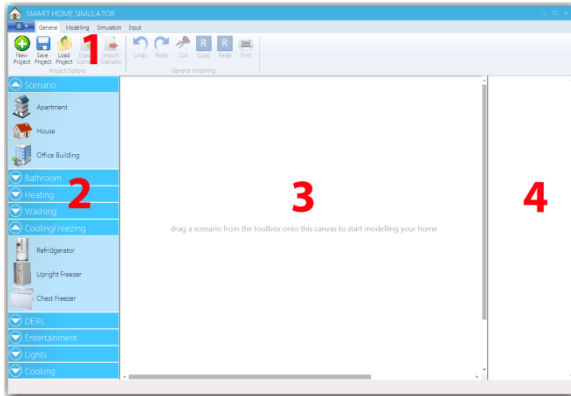 SMART HOME SIMULATOR
General Modelling Simulation Input
New Project Save Project Load Project Export Scenario Import Scenario Undo Redo Cut Copy Paste Print
Project Options General Modelling
1
Scenario
Apartment
House
Office Building
Bathroom
Heating
Washing
2
3
4
CoolingFreezing
drag a scenario from the toolbox onto this canvas to start modelling your home
Refridgerator
Upright Freezer
Chest Freezer
DERs
Entertainment
Lights
Cooking